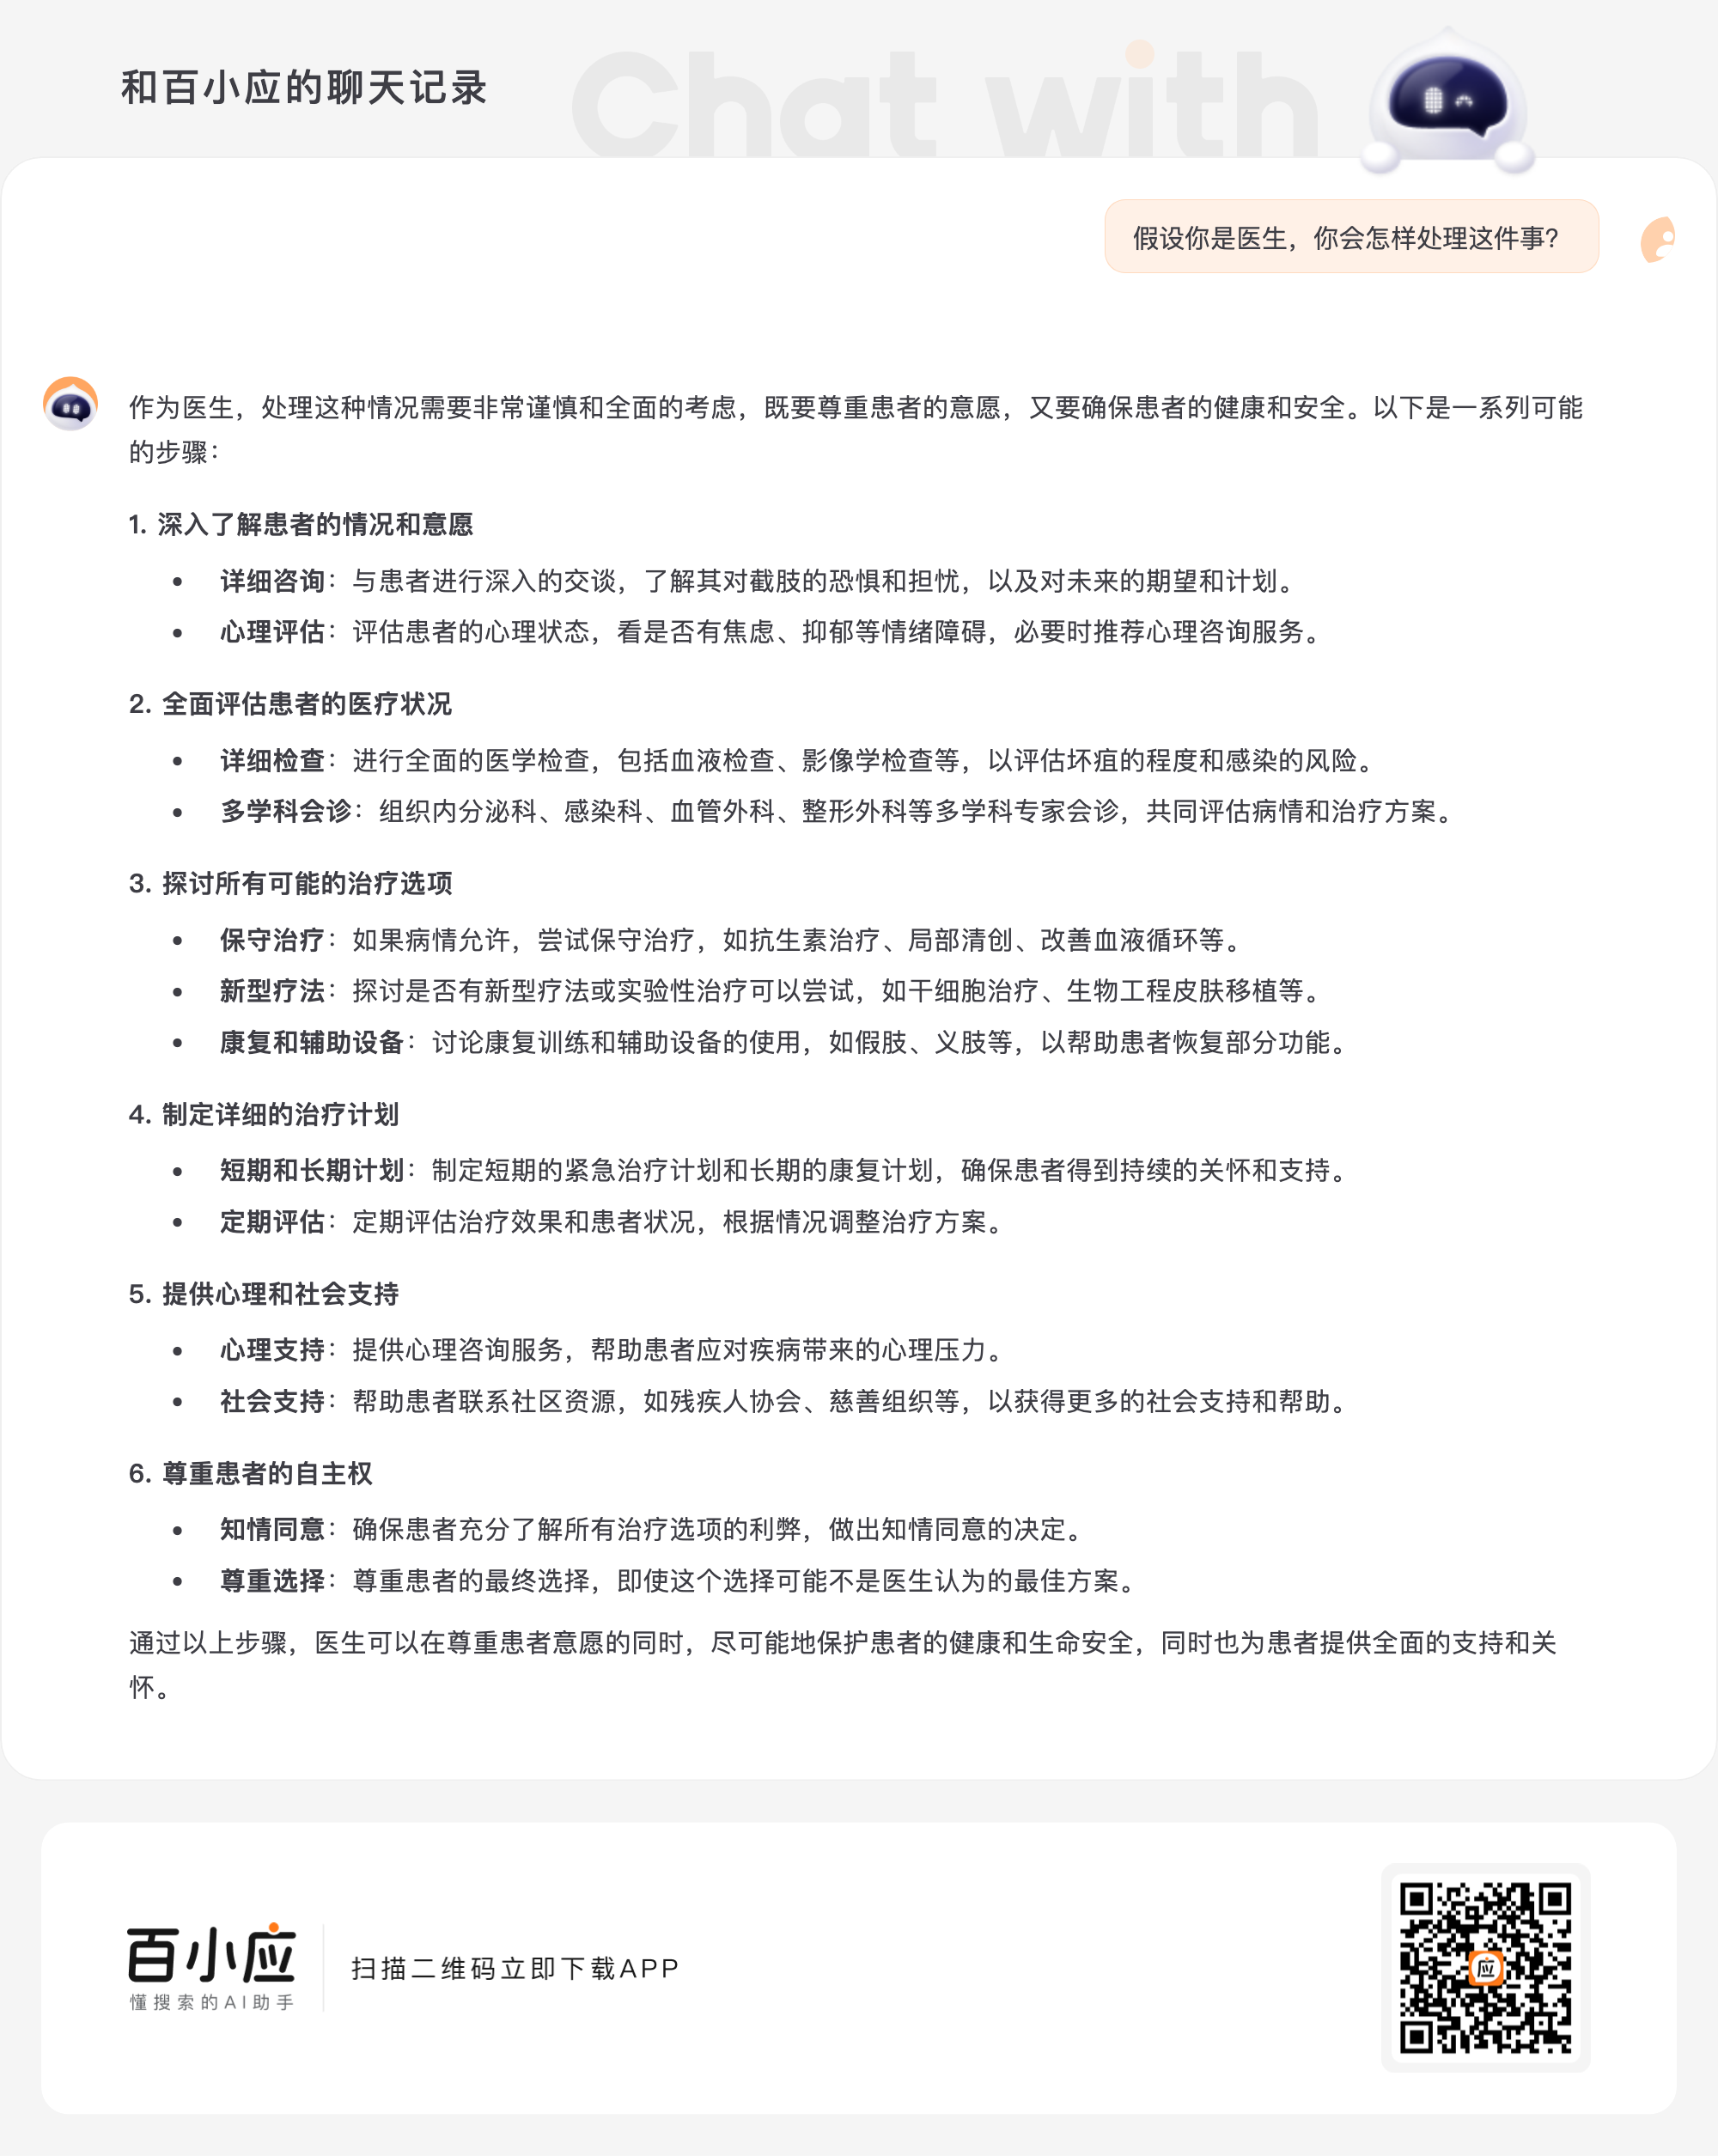 和百小应的聊天记录
Chat with
假设你是医生，你会怎样处理这件事？
作为医生，处理这种情况需要非常谨慎和全面的考虑，既要尊重患者的意愿，又要确保患者的健康和安全。以下是一系列可能
的步骤：
1. 深入了解患者的情况和意愿
• 详细咨询：与患者进行深入的交谈，了解其对截肢的恐惧和担忧，以及对未来的期望和计划。
• 心理评估：评估患者的心理状态，看是否有焦虑、抑郁等情绪障碍，必要时推荐心理咨询服务。
2. 全面评估患者的医疗状况
• 详细检查：进行全面的医学检查，包括血液检查、影像学检查等，以评估坏疽的程度和感染的风险。
• 多学科会诊：组织内分泌科、感染科、血管外科、整形外科等多学科专家会诊，共同评估病情和治疗方案。
3. 探讨所有可能的治疗选项
• 保守治疗：如果病情允许，尝试保守治疗，如抗生素治疗、局部清创、改善血液循环等。
• 新型疗法：探讨是否有新型疗法或实验性治疗可以尝试，如干细胞治疗、生物工程皮肤移植等。
• 康复和辅助设备：讨论康复训练和辅助设备的使用，如假肢、义肢等，以帮助患者恢复部分功能。
4. 制定详细的治疗计划
• 短期和长期计划：制定短期的紧急治疗计划和长期的康复计划，确保患者得到持续的关怀和支持。
• 定期评估：定期评估治疗效果和患者状况，根据情况调整治疗方案。
5. 提供心理和社会支持
• 心理支持：提供心理咨询服务，帮助患者应对疾病带来的心理压力。
• 社会支持：帮助患者联系社区资源，如残疾人协会、慈善组织等，以获得更多的社会支持和帮助。
6. 尊重患者的自主权
• 知情同意：确保患者充分了解所有治疗选项的利弊，做出知情同意的决定。
• 尊重选择：尊重患者的最终选择，即使这个选择可能不是医生认为的最佳方案。
通过以上步骤，医生可以在尊重患者意愿的同时，尽可能地保护患者的健康和生命安全，同时也为患者提供全面的支持和关
怀。
百小应
懂搜索的AI助手
扫描二维码立即下载APP
应